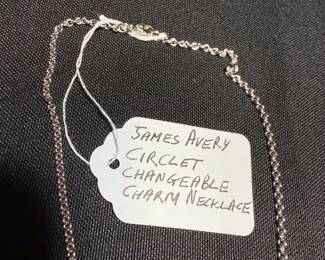 JAMES AVERY
CIRCLET
CHANGEABLE
CHARM NECKLACE